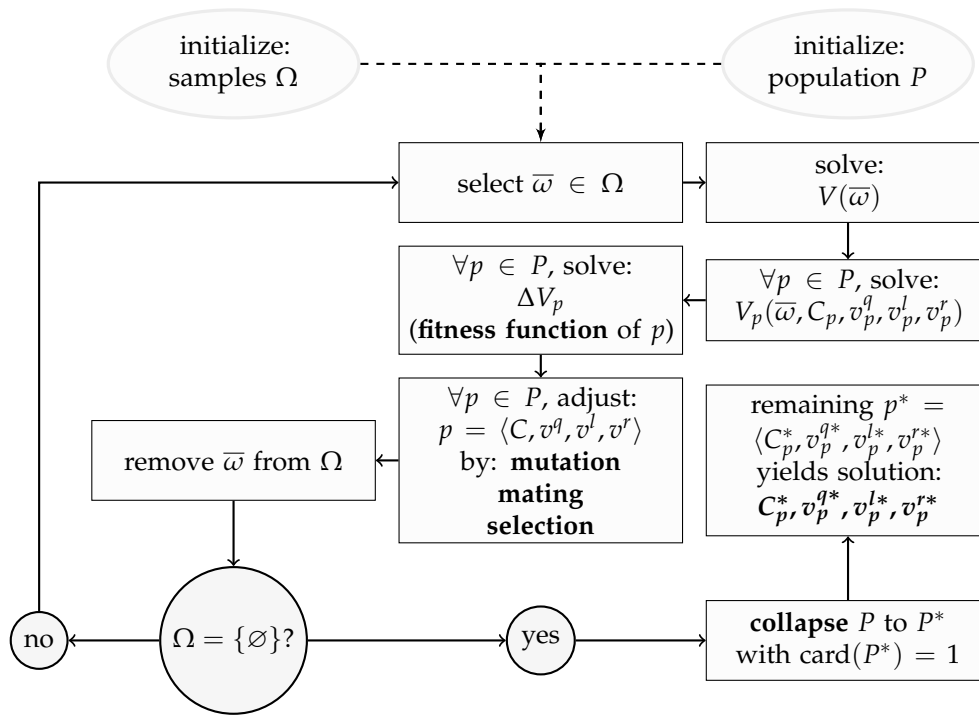 initialize:
samples Ω
initialize:
population P
select ω̅ ∈ Ω
solve:
V(ω̅)
∀p ∈ P, solve:
ΔV_p
(fitness function of p)
∀p ∈ P, solve:
V_p(ω̅, C_p, v_p^q, v_p^l, v_p^r)
∀p ∈ P, adjust:
p = ⟨C, v^q, v^l, v^r⟩
by: mutation
mating
selection
remove ω̅ from Ω
remaining p* =
⟨C_p^*, v_p^{q*}, v_p^{l*}, v_p^{r*}⟩
yields solution:
C_p^*, v_p^{q*}, v_p^{l*}, v_p^{r*}
no
Ω = {∅}?
yes
collapse P to P*
with card(P*) = 1